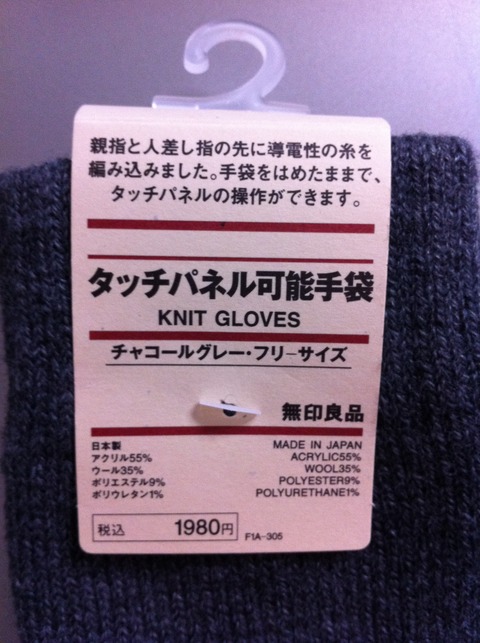 親指と人差し指の先に導電性の糸を
編み込みました。手袋をはめたままで、
タッチパネルの操作ができます。
タッチパネル可能手袋
KNIT GLOVES
チャコールグレー・フリーサイズ
無印良品
日本製
アクリル55%
ウール35%
ポリエステル9%
ポリウレタン1%
MADE IN JAPAN
ACRYLIC55%
WOOL35%
POLYESTER9%
POLYURETHANE1%
税込 1980円
F1A-305